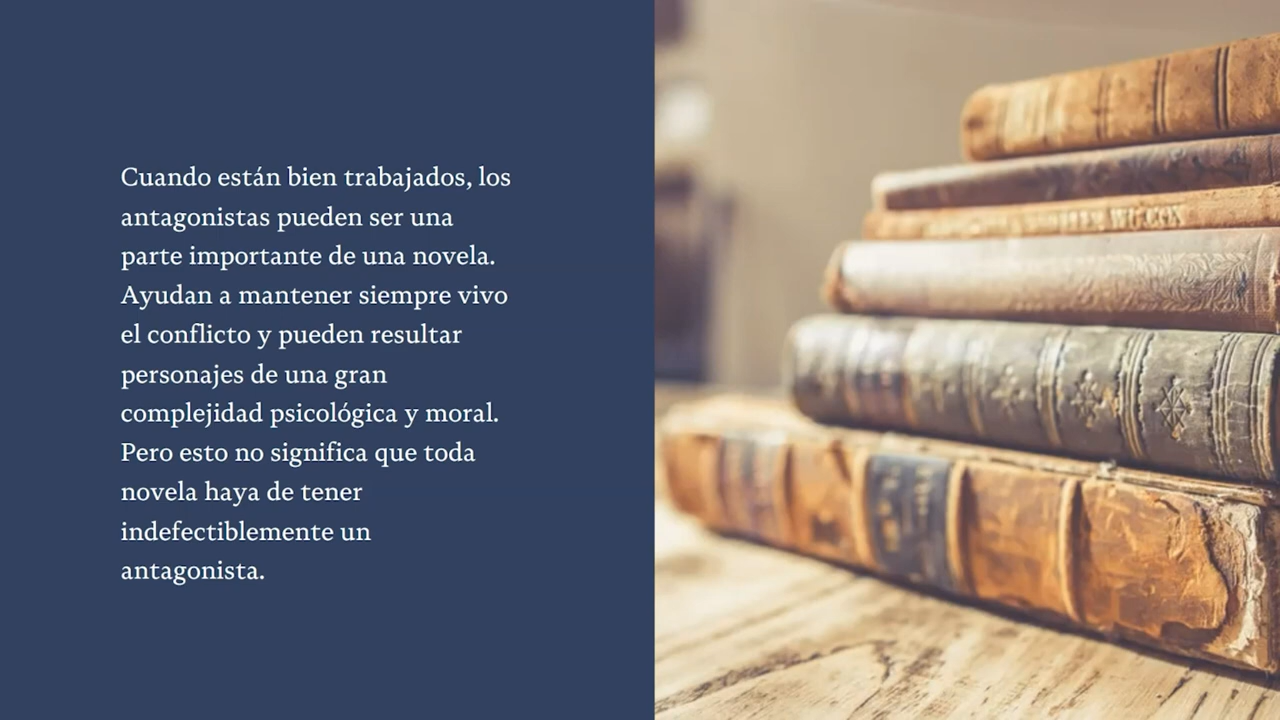 Cuando están bien trabajados, los
antagonistas pueden ser una
parte importante de una novela.
Ayudan a mantener siempre vivo
el conflicto y pueden resultar
personajes de una gran
complejidad psicológica y moral.
Pero esto no significa que toda
novela haya de tener
indefectiblemente un
antagonista.